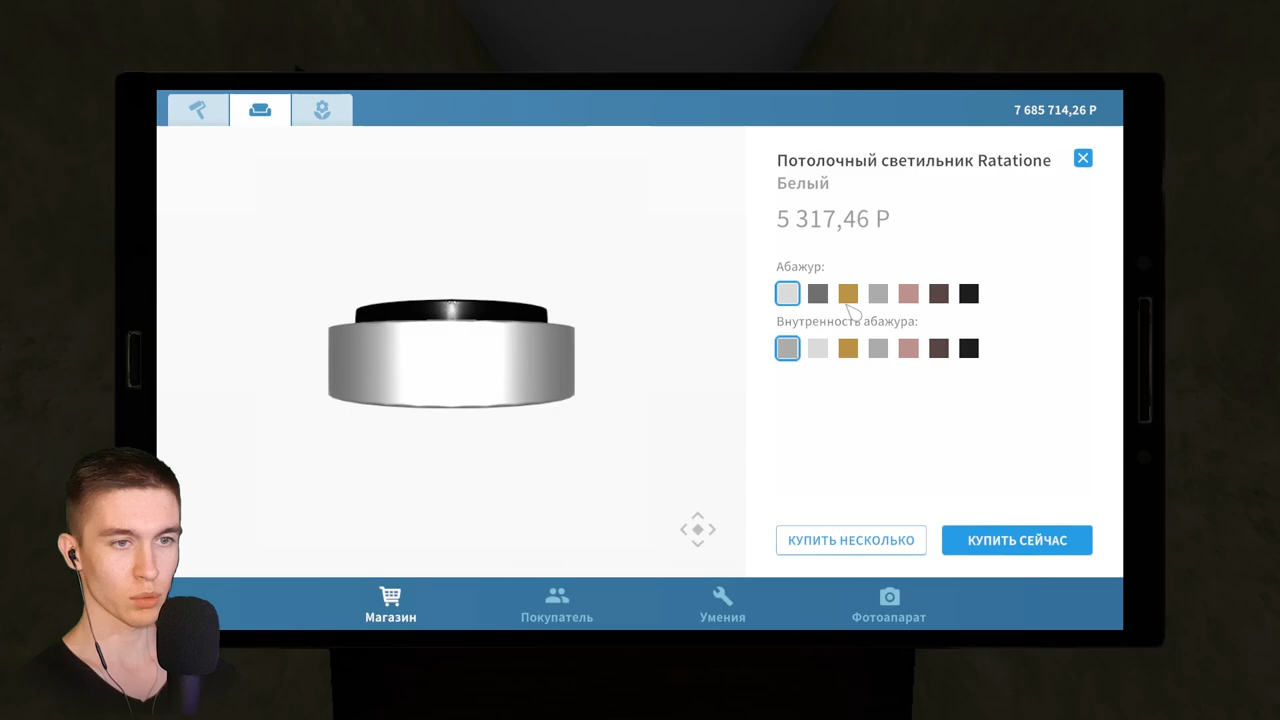 7 685 714,26 Р
Потолочный светильник Ratatione
Белый
5 317,46 Р
Абажур:
Внутренность абажура:
КУПИТЬ НЕСКОЛЬКО
КУПИТЬ СЕЙЧАС
Магазин
Покупатель
Умения
Фотоапарат